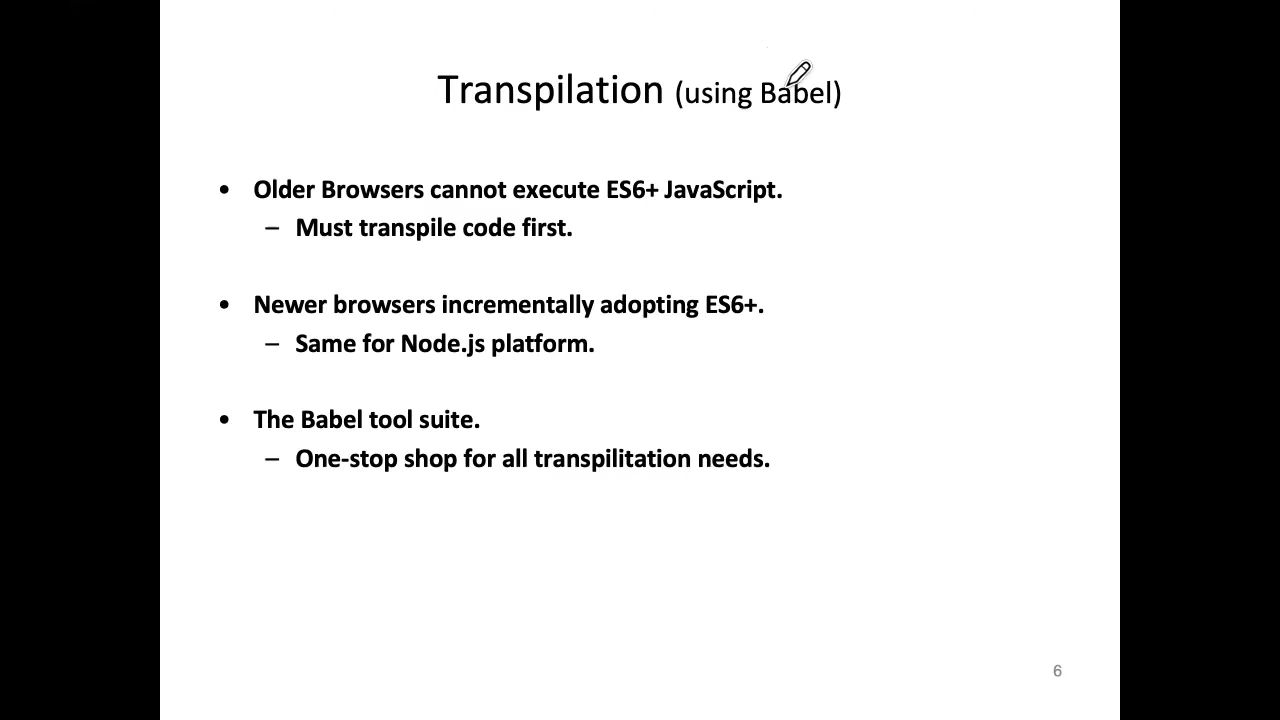 Transpilation (using Babel)
• Older Browsers cannot execute ES6+ JavaScript.
– Must transpile code first.
• Newer browsers incrementally adopting ES6+.
– Same for Node.js platform.
• The Babel tool suite.
– One-stop shop for all transpilitation needs.
6